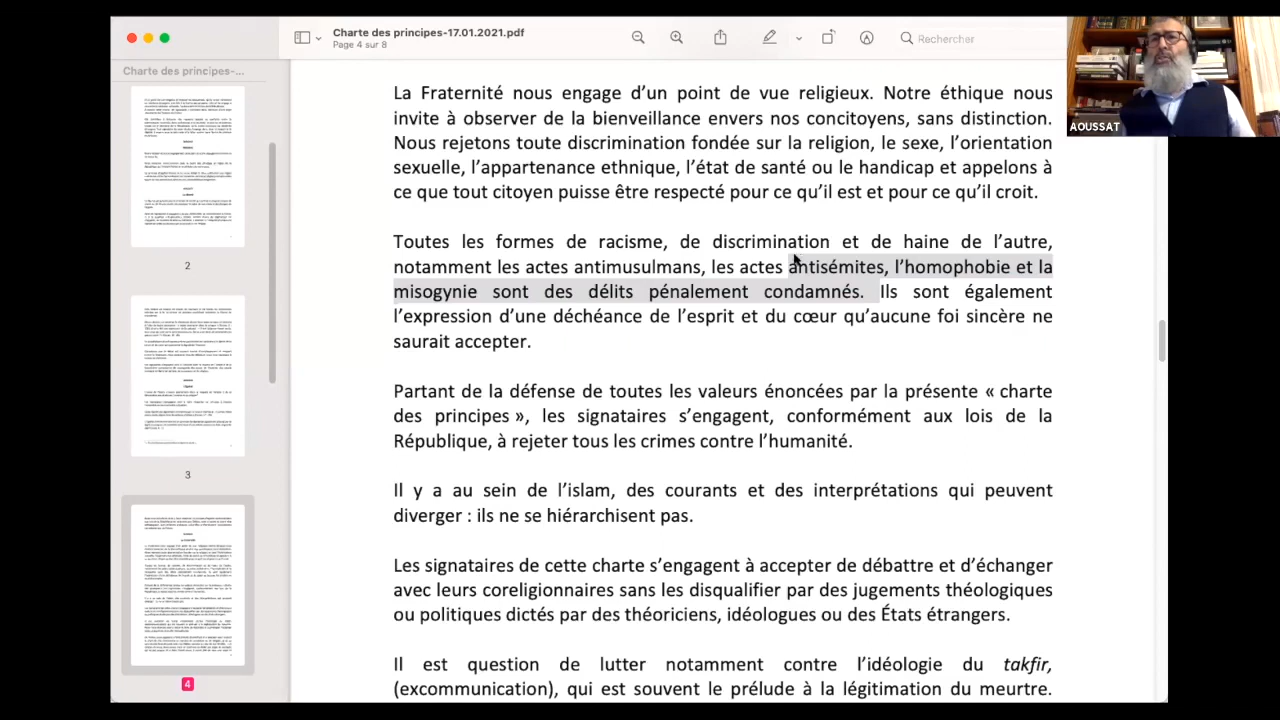 Charte des principes-17.01.2021.pdf
Page 4 sur 8
Rechercher
Charte des principes-...
2
3
4
AOUSSAT
La Fraternité nous engage d’un point de vue religieux. Notre éthique nous
invite à observer de la bienveillance envers nos concitoyens sans distinction.
Nous rejetons toute discrimination fondée sur la religion, le sexe, l’orientation
sexuelle, l’appartenance ethnique, l’état de santé ou le handicap et appelons à
ce que tout citoyen puisse être respecté pour ce qu’il est et pour ce qu’il croit.
Toutes les formes de racisme, de discrimination et de haine de l’autre,
notamment les actes antimusulmans, les actes antisémites, l’homophobie et la
misogynie sont des délits pénalement condamnés. Ils sont également
l’expression d’une déchéance de l’esprit et du cœur qu’une foi sincère ne
saurait accepter.
Partant de la défense de toutes les valeurs énoncées dans cette « charte
des principes», les signataires s’engagent, conformément aux lois de la
République, à rejeter tous les crimes contre l’humanité.
Il y a au sein de l’islam, des courants et des interprétations qui peuvent
diverger : ils ne se hiérarchisent pas.
Les signataires de cette charte s’engagent à accepter de débattre et d’échanger
avec leurs coreligionnaires sans les disqualifier par des jugements théologiques
ou politiques dictés par des agendas, idéologies ou des Etats étrangers.
Il est question de lutter notamment contre l’idéologie du takfir,
(excommunication), qui est souvent le prélude à la légitimation du meurtre.